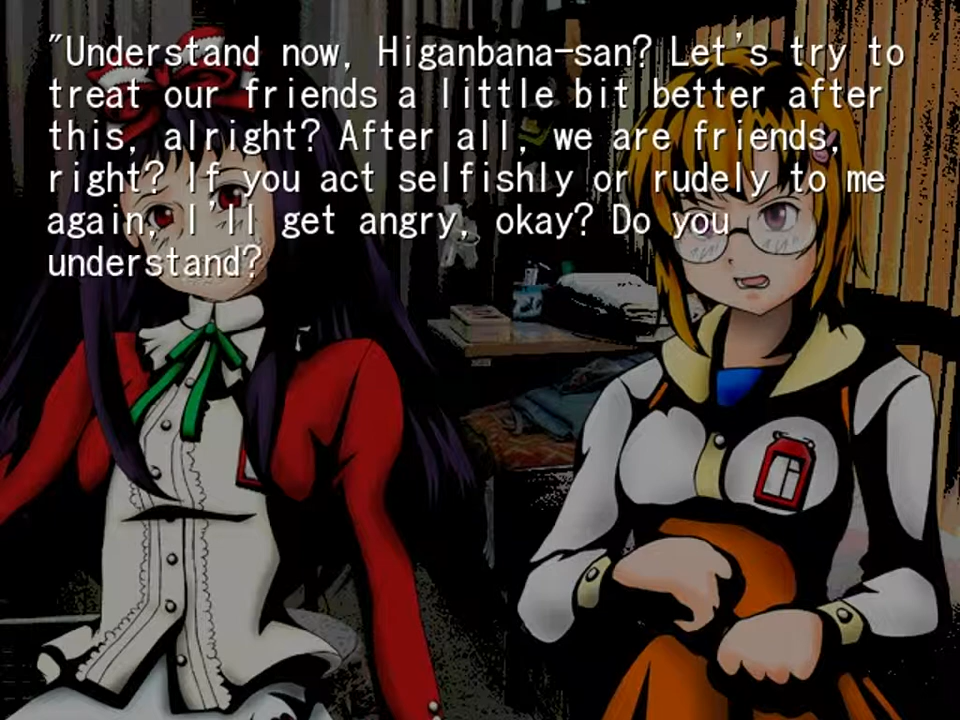 "Understand now, Higanbana-san? Let's try to
treat our friends a little bit better after
this, alright? After all, we are friends,
right? If you act selfishly or rudely to me
again, I'll get angry, okay? Do you
understand?